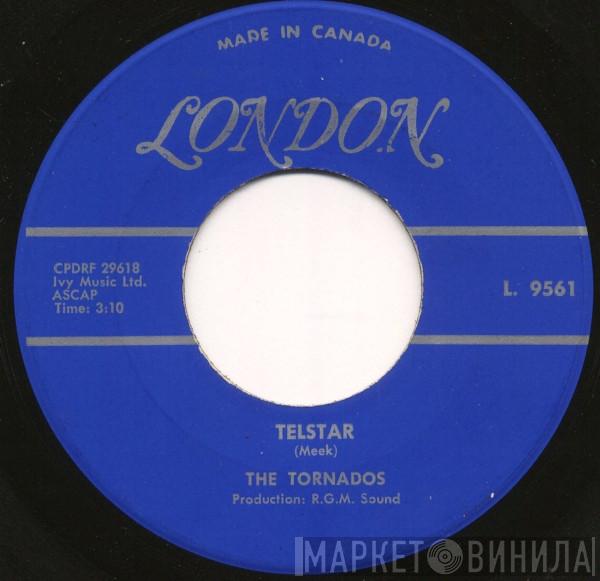 MADE IN CANADA
LONDON
CPDRF 29618
Ivy Music Ltd.
ASCAP
Time: 3:10
L. 9561
TELSTAR
(Meek)
THE TORNADOS
Production: R.G.M. Sound
МАРКЕТ ВИНИЛА